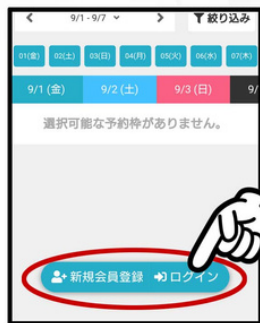 < 9/1 - 9/7 ∨ > 絞り込み
01(金) 02(土) 03(日) 04(月) 05(火) 06(水) 07(木)
9/1 (金) 9/2 (土) 9/3 (日) 9/
選択可能な予約枠がありません。
新規会員登録 ログイン